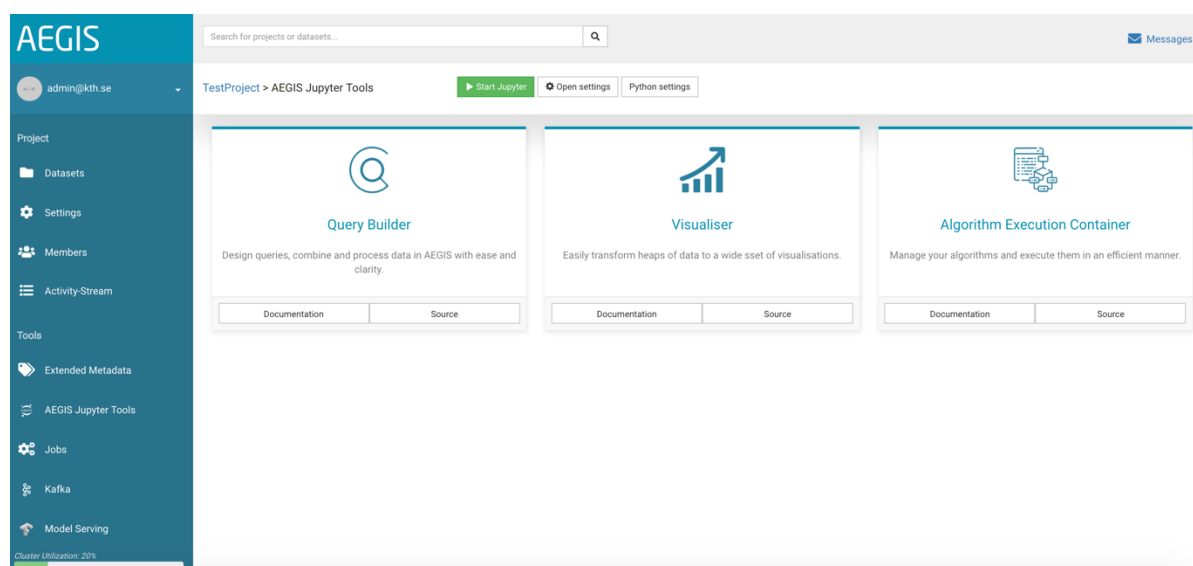 AEGIS
Search for projects or datasets...
Messages
admin@kth.se
TestProject > AEGIS Jupyter Tools
Start Jupyter
Open settings
Python settings
Project
Datasets
Settings
Members
Activity-Stream
Tools
Extended Metadata
AEGIS Jupyter Tools
Jobs
Kafka
Model Serving
Cluster Utilization: 20%
Query Builder
Design queries, combine and process data in AEGIS with ease and
clarity.
Documentation
Source
Visualiser
Easily transform heaps of data to a wide sset of visualisations.
Documentation
Source
Algorithm Execution Container
Manage your algorithms and execute them in an efficient manner.
Documentation
Source